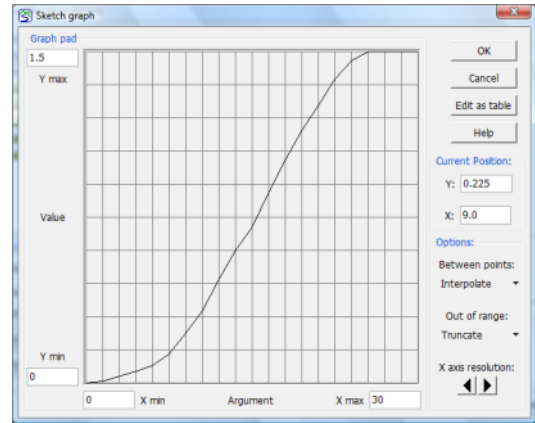 Sketch graph
Graph pad
1.5
Y max
Value
Y min
0
0
X min
Argument
X max
30
OK
Cancel
Edit as table
Help
Current Position:
Y: 0.225
X: 9.0
Options:
Between points:
Interpolate
Out of range:
Truncate
X axis resolution: